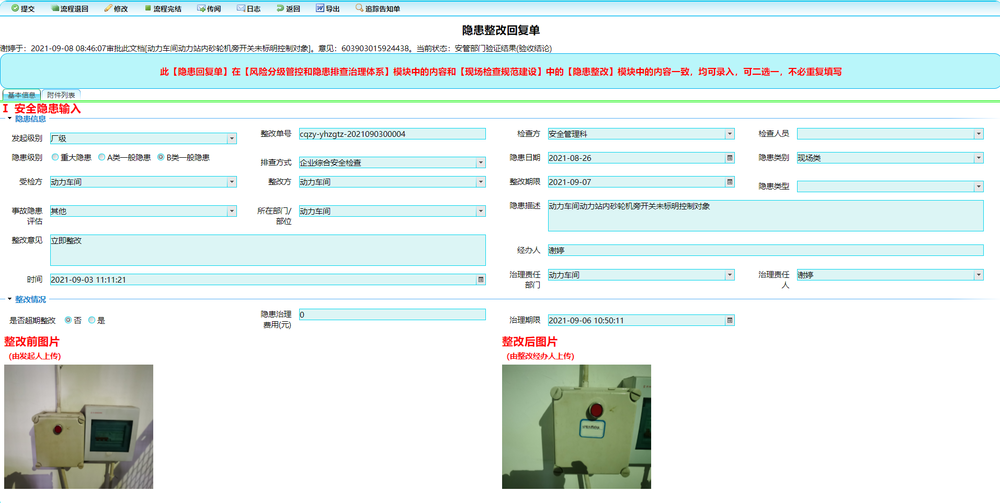 提交 流程退回 修改 流程完结 传阅 日志 返回 导出 追踪告知单
隐患整改回复单
谢婷于：2021-09-08 08:46:07审批此文档[动力车间动力站内砂轮机旁开关未标明控制对象]。意见：603903015924438。当前状态：安管部门验证结果(验收结论)
此【隐患回复单】在【风险分级管控和隐患排查治理体系】模块中的内容和【现场检查规范建设】中的【隐患整改】模块中的内容一致，均可录入，可二选一，不必重复填写
基本信息 附件列表
I 安全隐患输入
隐患信息
发起级别 厂级 整改单号 cqzy-yhzgtz-2021090300004 检查方 安全管理科 检查人员
隐患级别 重大隐患 A类一般隐患 B类一般隐患 排查方式 企业综合安全检查 隐患日期 2021-08-26 隐患类别 现场类
受检方 动力车间 整改方 动力车间 整改期限 2021-09-07 隐患类型
事故隐患评估 其他 所在部门/部位 动力车间 隐患描述 动力车间动力站内砂轮机旁开关未标明控制对象
整改意见 立即整改 经办人 谢婷
时间 2021-09-03 11:11:21 治理责任部门 动力车间 治理责任人 谢婷
整改情况
是否超期整改 否 是 隐患治理费用(元) 0 治理期限 2021-09-06 10:50:11
整改前图片 整改后图片
(由发起人上传) (由整改经办人上传)